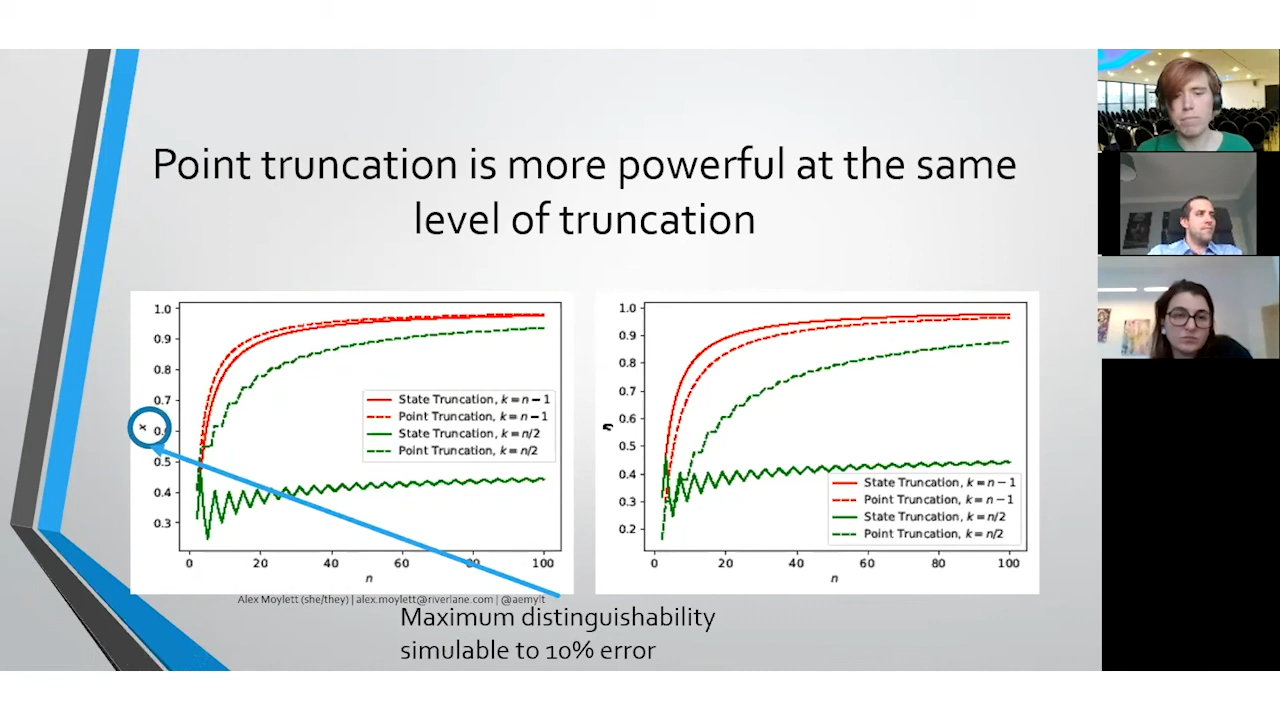 Point truncation is more powerful at the same
level of truncation
1.0
0.9
0.8
0.7
0.6
0.5
0.4
0.3
x
State Truncation, k = n − 1
Point Truncation, k = n − 1
State Truncation, k = n/2
Point Truncation, k = n/2
0 20 40 60 80 100
n
1.0
0.9
0.8
0.7
0.6
0.5
0.4
0.3
0.2
η
State Truncation, k = n − 1
Point Truncation, k = n − 1
State Truncation, k = n/2
Point Truncation, k = n/2
0 20 40 60 80 100
n
Alex Moylett (she/they) | alex.moylett@riverlane.com | @aemylt
Maximum distinguishability
simulable to 10% error